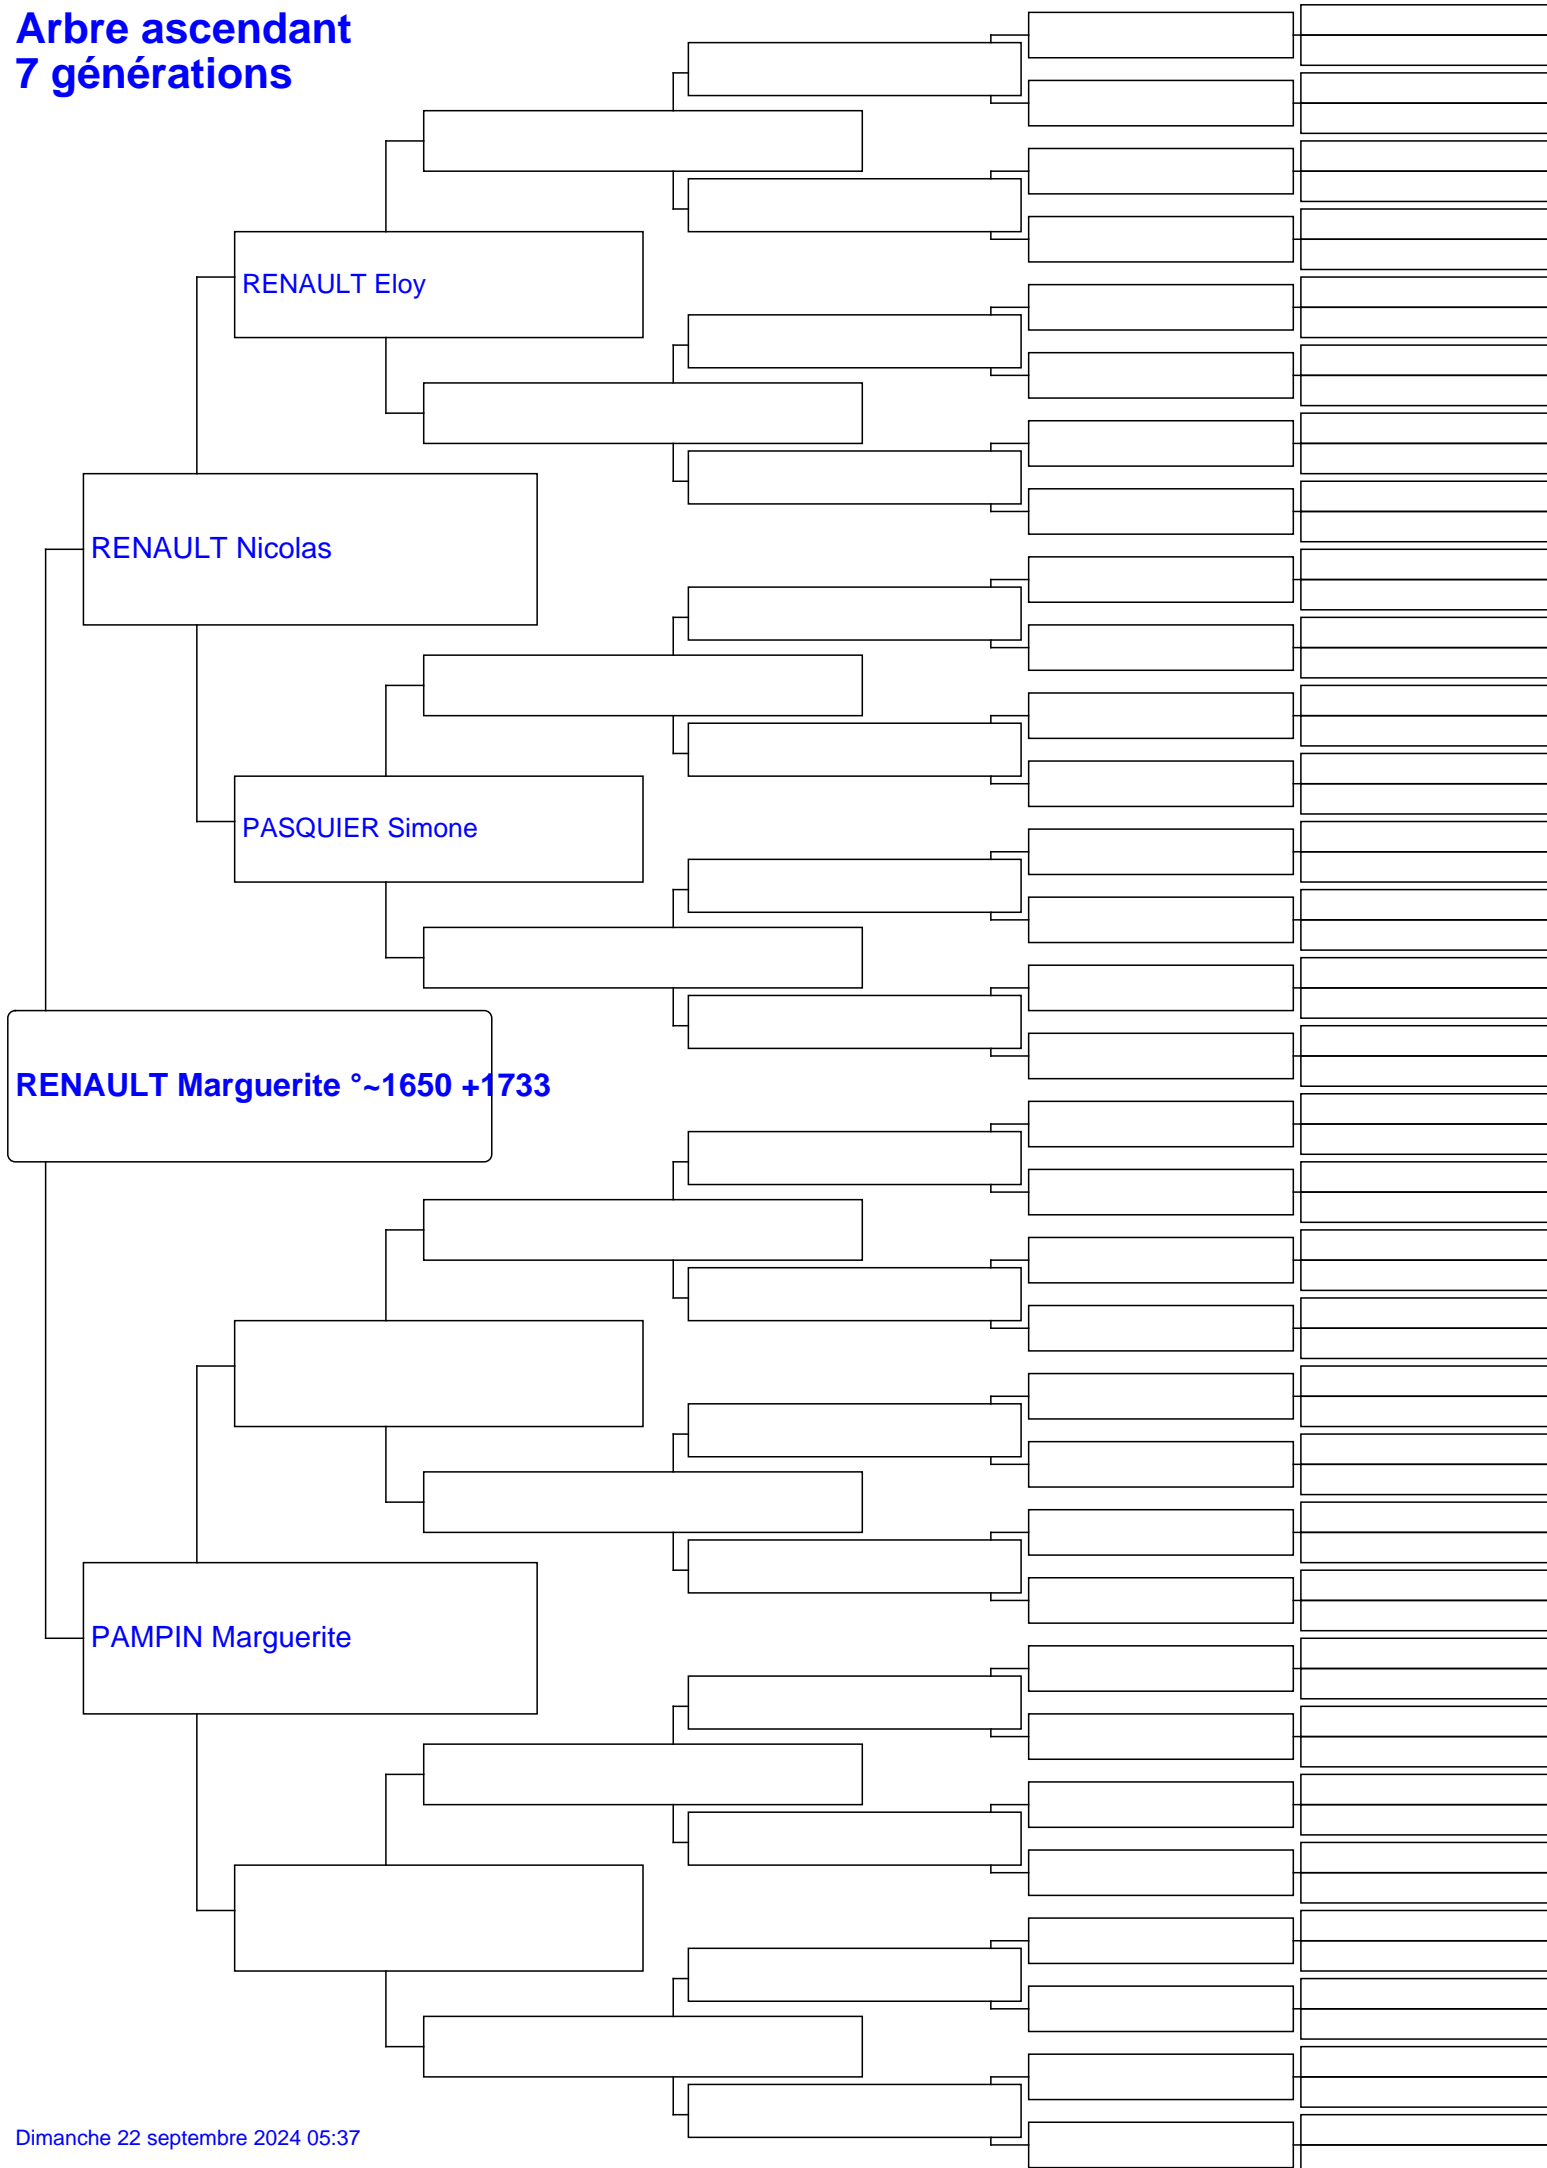 Arbre ascendant
7 générations
RENAULT Eloy
RENAULT Nicolas
PASQUIER Simone
RENAULT Marguerite °~1650 +1733
PAMPIN Marguerite
Dimanche 22 septembre 2024 05:37